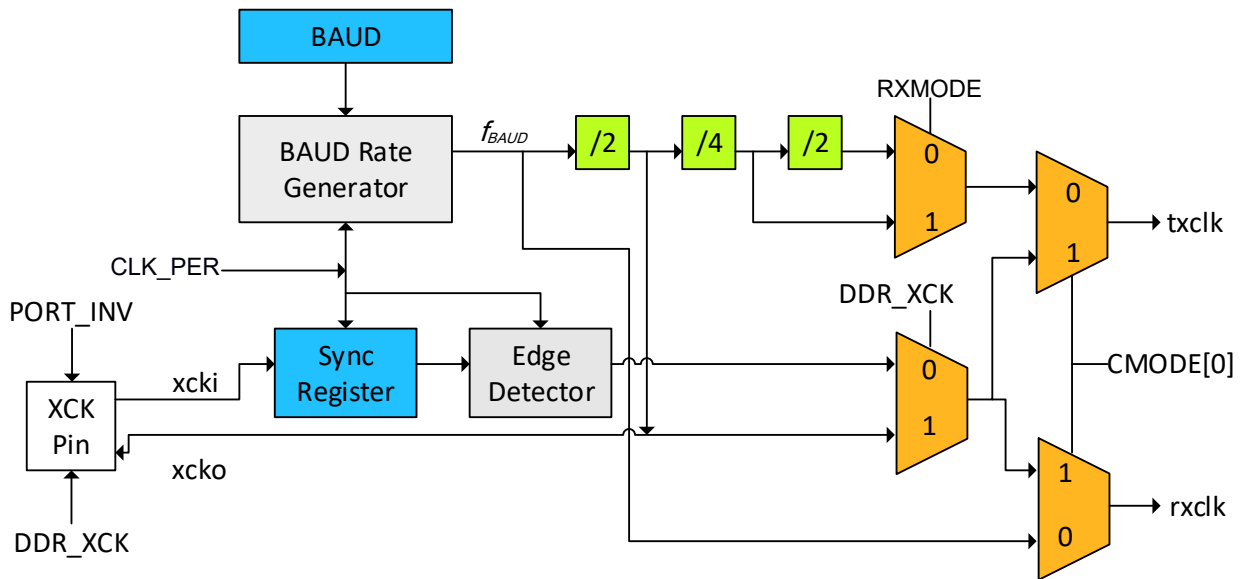 BAUD
RXMODE
BAUD Rate
Generator
fBAUD
/2
/4
/2
0
1
0
1
txclk
CLK_PER
PORT_INV
DDR_XCK
Sync
Register
Edge
Detector
0
1
CMODE[0]
xcki
XCK
Pin
xcko
DDR_XCK
1
0
rxclk